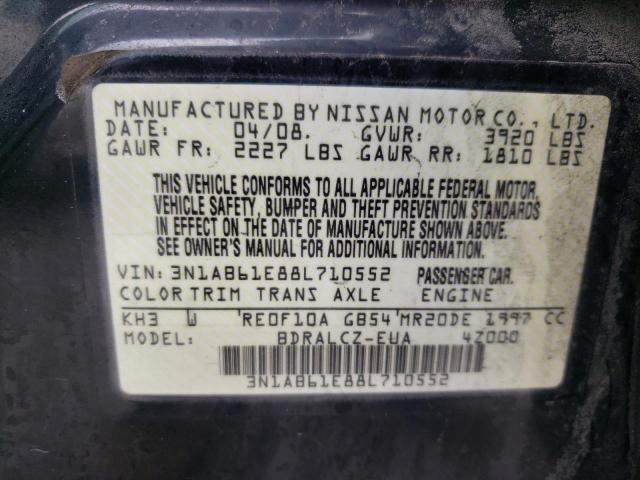 MANUFACTURED BY NISSAN MOTOR CO., LTD.
DATE: 04/08. GVWR: 3920 LBS
GAWR FR: 2227 LBS GAWR RR: 1810 LBS
THIS VEHICLE CONFORMS TO ALL APPLICABLE FEDERAL MOTOR
VEHICLE SAFETY, BUMPER AND THEFT PREVENTION STANDARDS
IN EFFECT ON THE DATE OF MANUFACTURE SHOWN ABOVE.
SEE OWNER'S MANUAL FOR ADDITIONAL INFORMATION.
VIN: 3N1AB61E88L710552 PASSENGER CAR.
COLOR TRIM TRANS AXLE ENGINE
KH3 W RE0F10A GB54 MR20DE 1997 CC
MODEL: BDRALCZ-EUA 4Z000
3N1AB61E88L710552